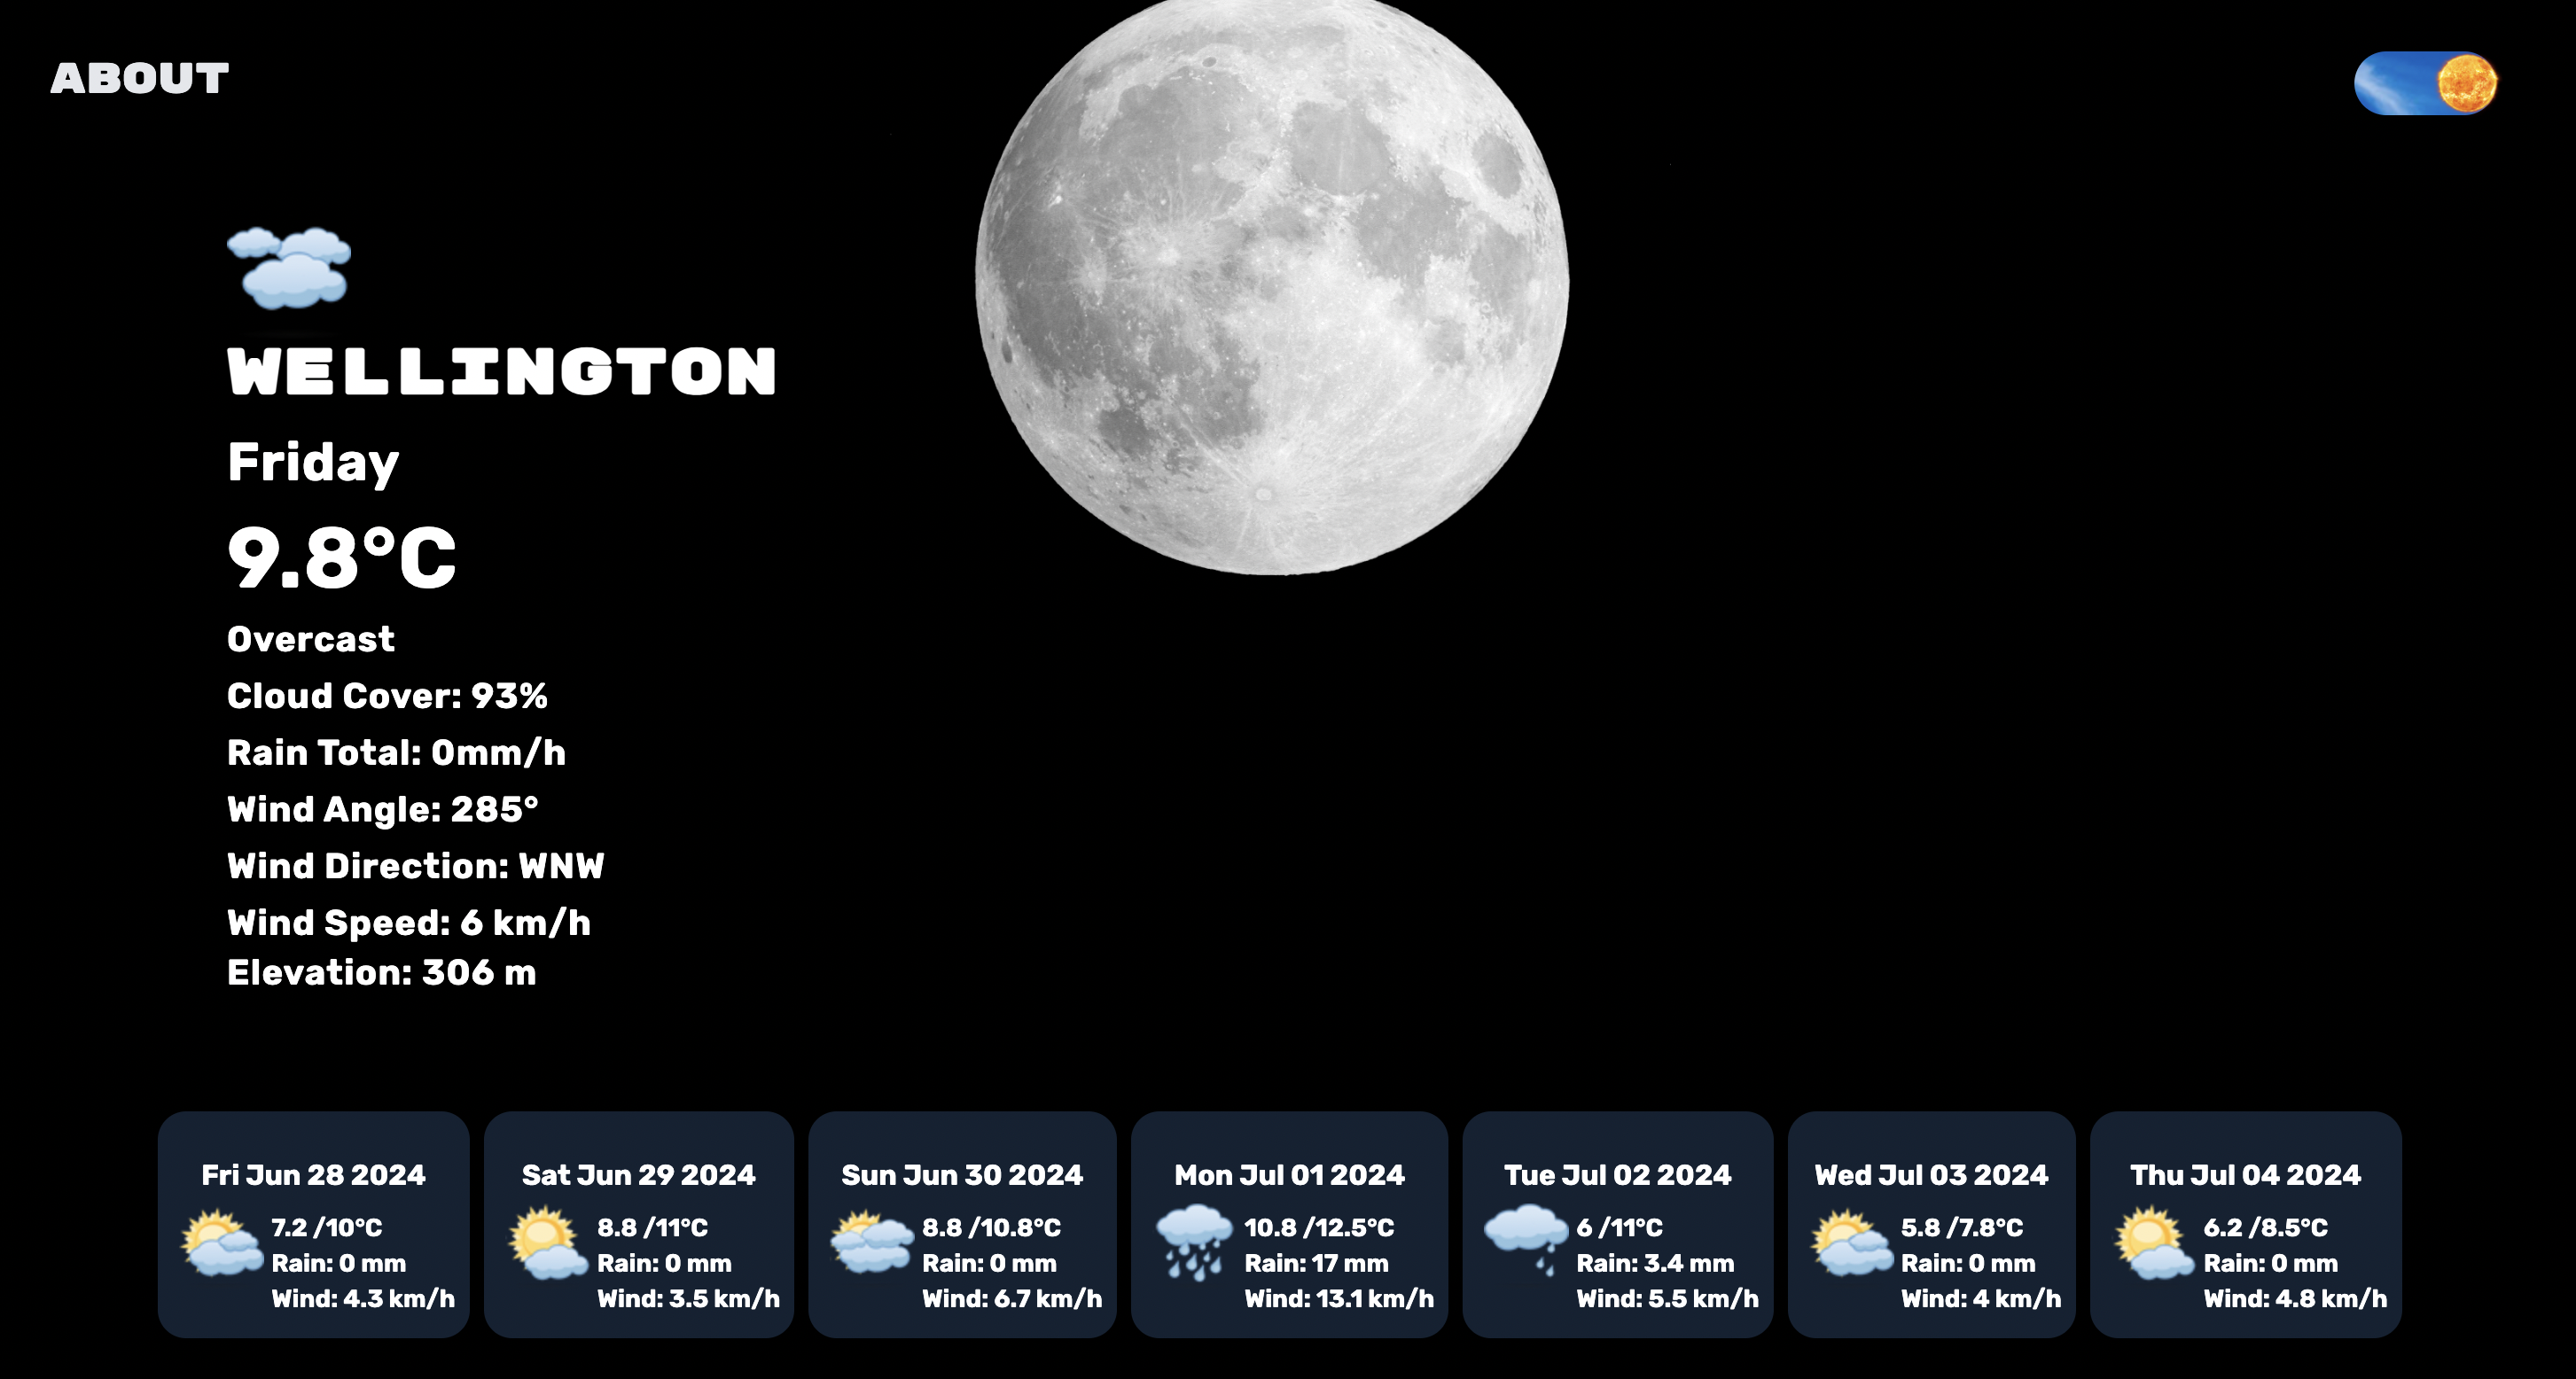 ABOUT
WELLINGTON
Friday
9.8°C
Overcast
Cloud Cover: 93%
Rain Total: 0mm/h
Wind Angle: 285°
Wind Direction: WNW
Wind Speed: 6 km/h
Elevation: 306 m
Fri Jun 28 2024
7.2 /10°C
Rain: 0 mm
Wind: 4.3 km/h
Sat Jun 29 2024
8.8 /11°C
Rain: 0 mm
Wind: 3.5 km/h
Sun Jun 30 2024
8.8 /10.8°C
Rain: 0 mm
Wind: 6.7 km/h
Mon Jul 01 2024
10.8 /12.5°C
Rain: 17 mm
Wind: 13.1 km/h
Tue Jul 02 2024
6 /11°C
Rain: 3.4 mm
Wind: 5.5 km/h
Wed Jul 03 2024
5.8 /7.8°C
Rain: 0 mm
Wind: 4 km/h
Thu Jul 04 2024
6.2 /8.5°C
Rain: 0 mm
Wind: 4.8 km/h